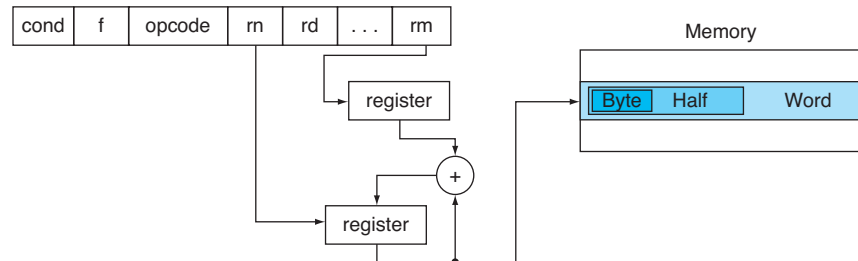 cond f opcode rn rd ... rm
Memory
register
Byte Half Word
+
register